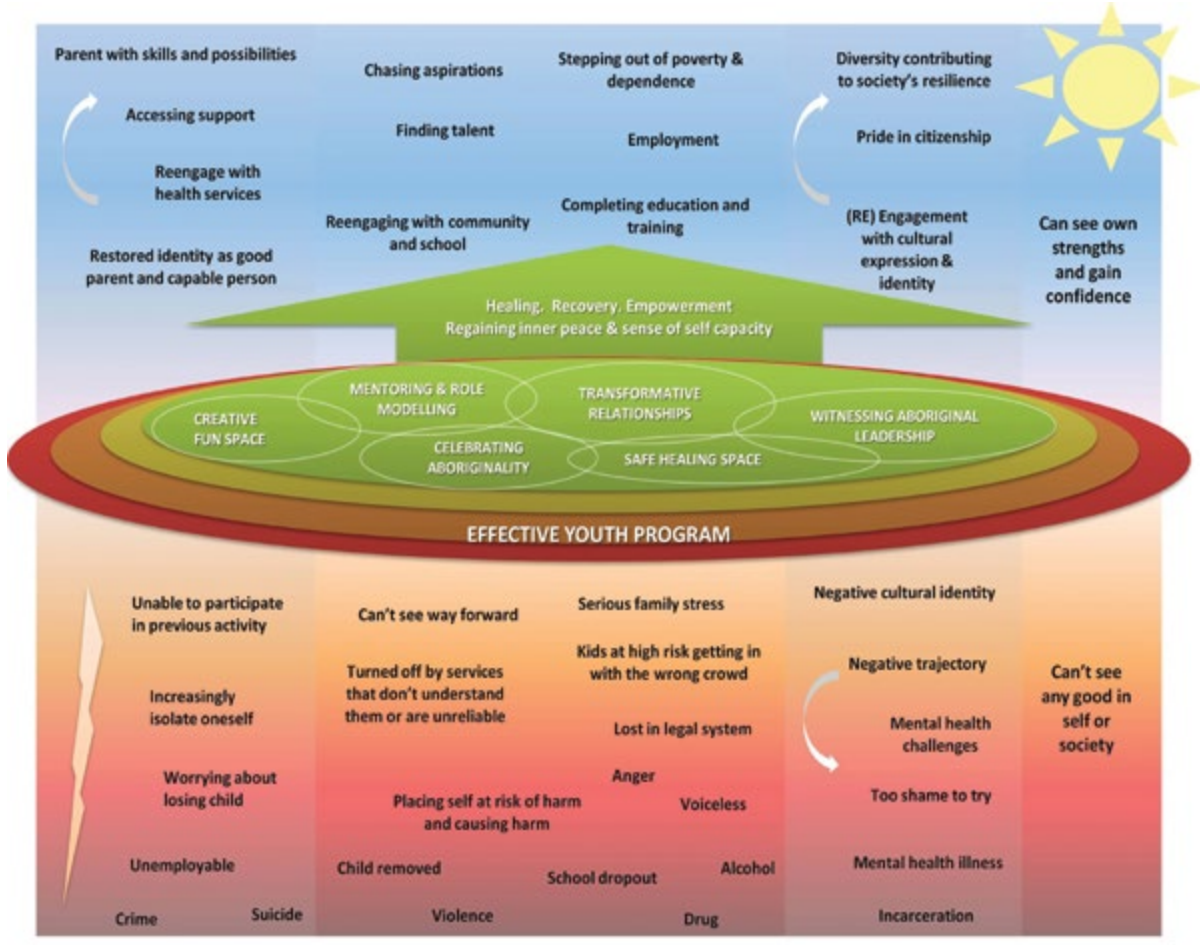 Parent with skills and possibilities
Accessing support
Reengage with
health services
Restored identity as good
parent and capable person
Chasing aspirations
Finding talent
Reengaging with community
and school
Stepping out of poverty &
dependence
Employment
Completing education and
training
Diversity contributing
to society's resilience
Pride in citizenship
(RE) Engagement
with cultural
expression &
identity
Can see own
strengths
and gain
confidence
Healing, Recovery, Empowerment
Regaining inner peace & sense of self capacity
CREATIVE
FUN SPACE
MENTORING & ROLE
MODELLING
CELEBRATING
ABORIGINALITY
TRANSFORMATIVE
RELATIONSHIPS
SAFE HEALING SPACE
WITNESSING ABORIGINAL
LEADERSHIP
EFFECTIVE YOUTH PROGRAM
Unable to participate
in previous activity
Increasingly
isolate oneself
Worrying about
losing child
Unemployable
Crime
Suicide
Can't see way forward
Turned off by services
that don't understand
them or are unreliable
Placing self at risk of harm
and causing harm
Child removed
Violence
Serious family stress
Kids at high risk getting in
with the wrong crowd
Lost in legal system
Anger
Voiceless
School dropout
Alcohol
Drug
Negative cultural identity
Negative trajectory
Mental health
challenges
Too shame to try
Mental health illness
Incarceration
Can't see
any good in
self or
society